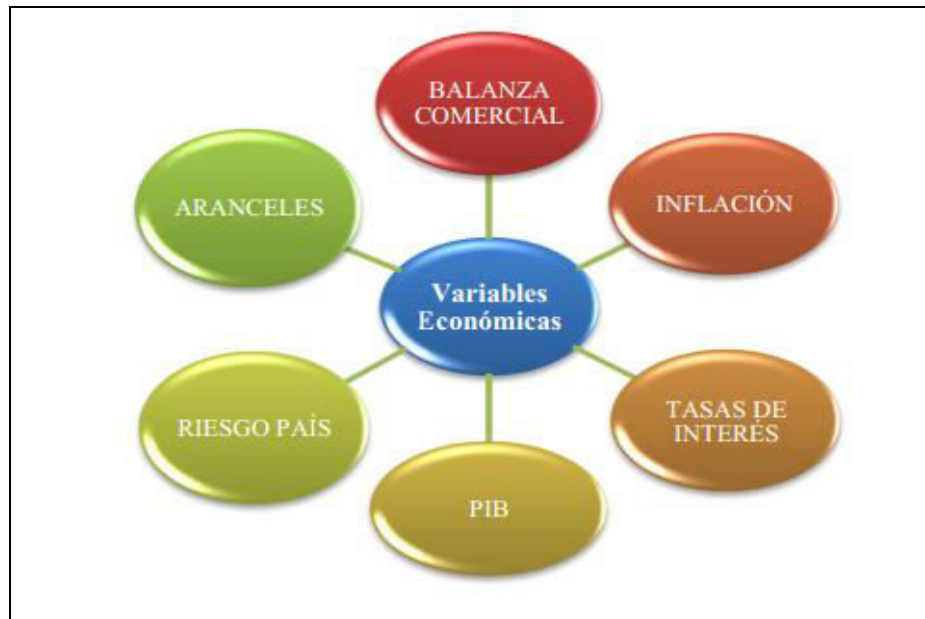 BALANZA
COMERCIAL
ARANCELES
INFLACIÓN
Variables
Económicas
RIESGO PAÍS
TASAS DE
INTERÉS
PIB